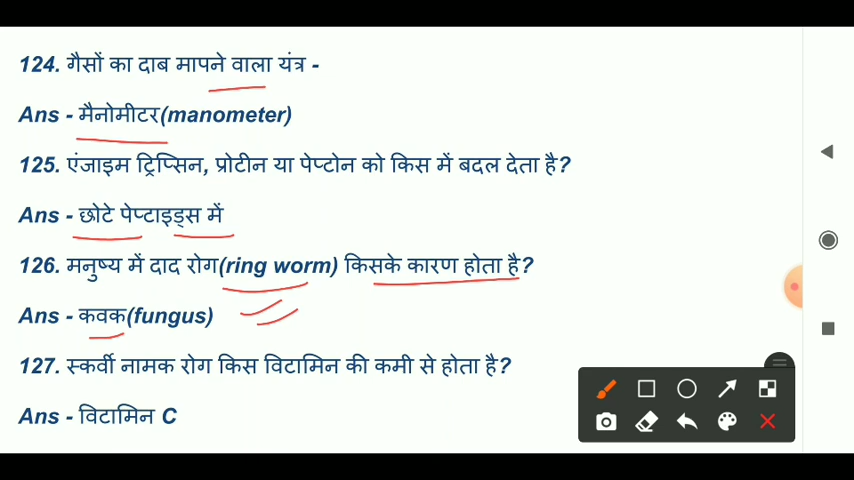 124. गैसों का दाब मापने वाला यंत्र -
Ans - मैनोमीटर(manometer)
125. एंजाइम ट्रिप्सिन, प्रोटीन या पेप्टोन को किस में बदल देता है?
Ans - छोटे पेप्टाइड्स में
126. मनुष्य में दाद रोग(ring worm) किसके कारण होता है?
Ans - कवक(fungus)
127. स्कर्वी नामक रोग किस विटामिन की कमी से होता है?
Ans - विटामिन C